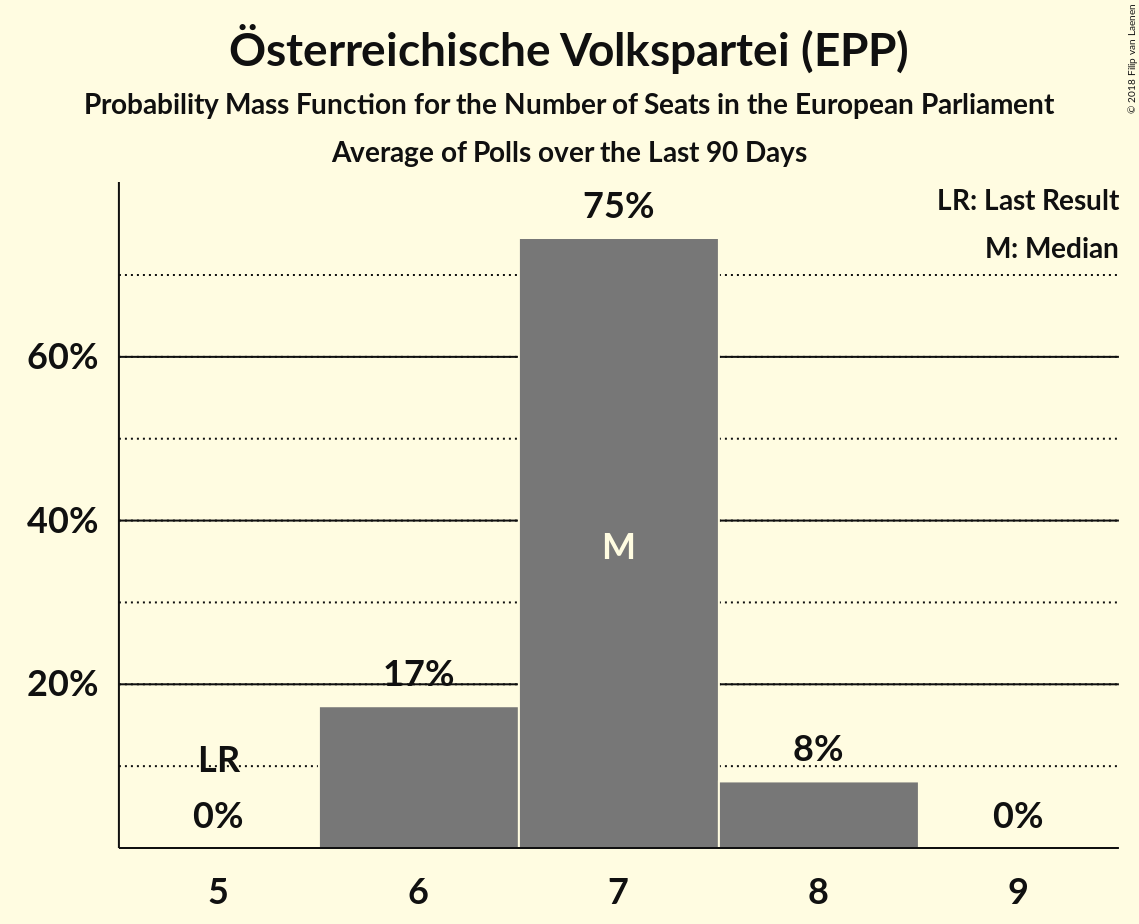 Österreichische Volkspartei (EPP)
Probability Mass Function for the Number of Seats in the European Parliament
Average of Polls over the Last 90 Days
© 2018 Filip van Laenen
LR: Last Result
M: Median
75%
60%
40%
M
20%
17%
LR
8%
0%
0%
5 6 7 8 9